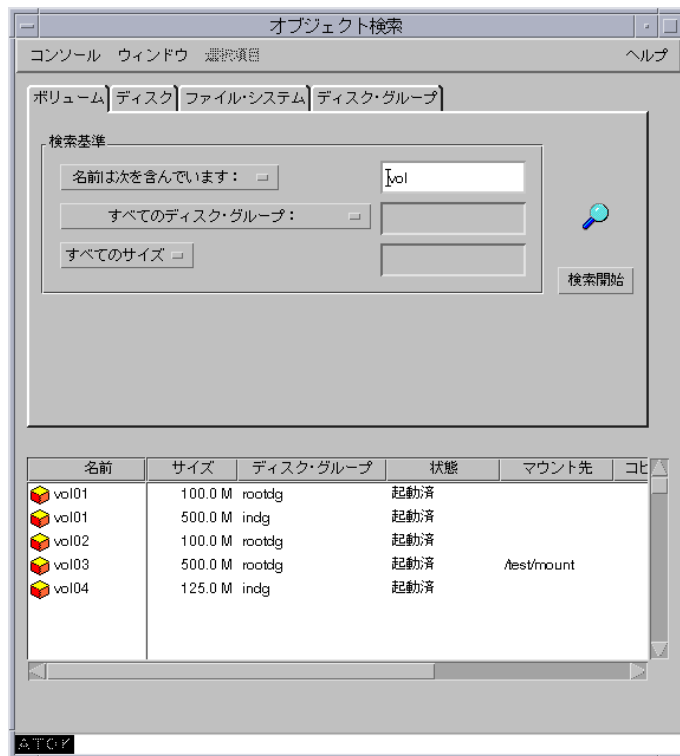 オブジェクト検索
コンソール ウィンドウ 選択項目 ヘルプ
ボリューム ディスク ファイル・システム ディスク・グループ
検索基準
名前は次を含んでいます： vol
すべてのディスク・グループ：
すべてのサイズ
検索開始
名前 サイズ ディスク・グループ 状態 マウント先 コピ
vol01 100.0 M rootdg 起動済
vol01 500.0 M indg 起動済
vol02 100.0 M rootdg 起動済
vol03 500.0 M rootdg 起動済 /test/mount
vol04 125.0 M indg 起動済
ATOK